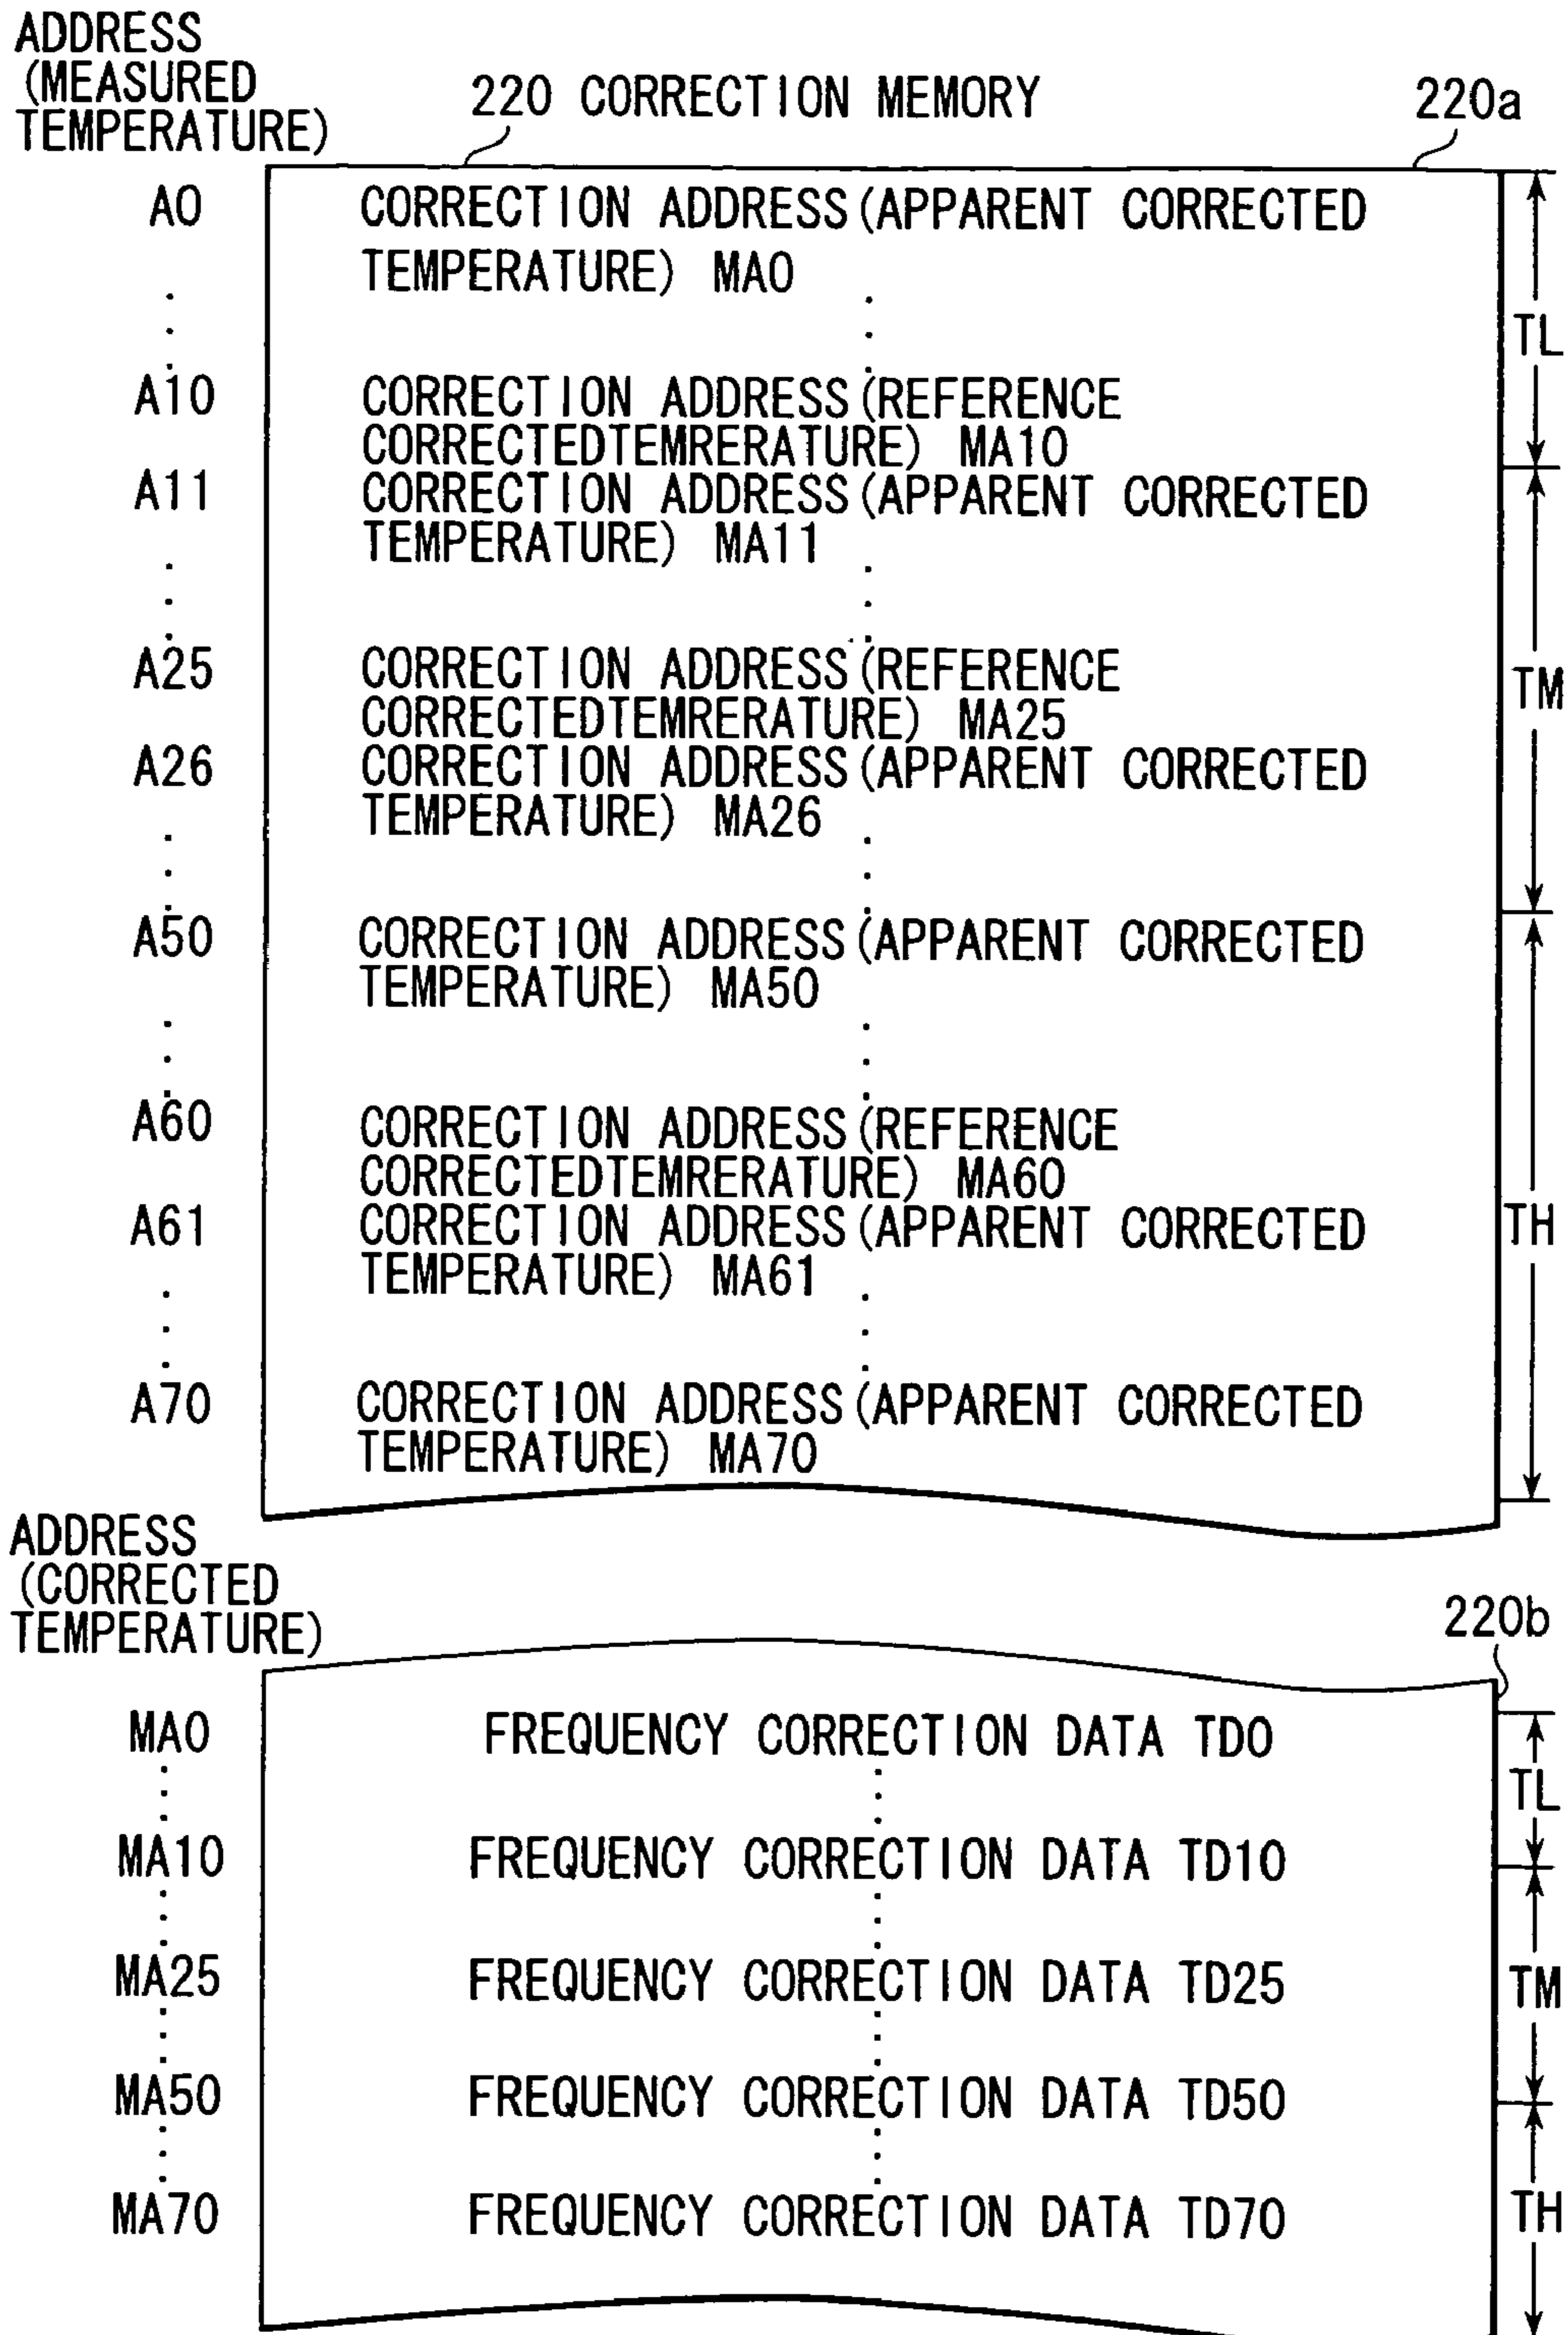 ADDRESS
(MEASURED
TEMPERATURE)
220 CORRECTION MEMORY
220a
A0 CORRECTION ADDRESS(APPARENT CORRECTED
TEMPERATURE) MA0
TL
A10 CORRECTION ADDRESS(REFERENCE
CORRECTEDTEMRERATURE) MA10
A11 CORRECTION ADDRESS(APPARENT CORRECTED
TEMPERATURE) MA11
A25 CORRECTION ADDRESS(REFERENCE
CORRECTEDTEMRERATURE) MA25
TM
A26 CORRECTION ADDRESS(APPARENT CORRECTED
TEMPERATURE) MA26
A50 CORRECTION ADDRESS(APPARENT CORRECTED
TEMPERATURE) MA50
A60 CORRECTION ADDRESS(REFERENCE
CORRECTEDTEMRERATURE) MA60
A61 CORRECTION ADDRESS(APPARENT CORRECTED
TEMPERATURE) MA61
TH
A70 CORRECTION ADDRESS(APPARENT CORRECTED
TEMPERATURE) MA70
ADDRESS
(CORRECTED
TEMPERATURE)
220b
MA0 FREQUENCY CORRECTION DATA TD0
TL
MA10 FREQUENCY CORRECTION DATA TD10
MA25 FREQUENCY CORRECTION DATA TD25
TM
MA50 FREQUENCY CORRECTION DATA TD50
MA70 FREQUENCY CORRECTION DATA TD70
TH